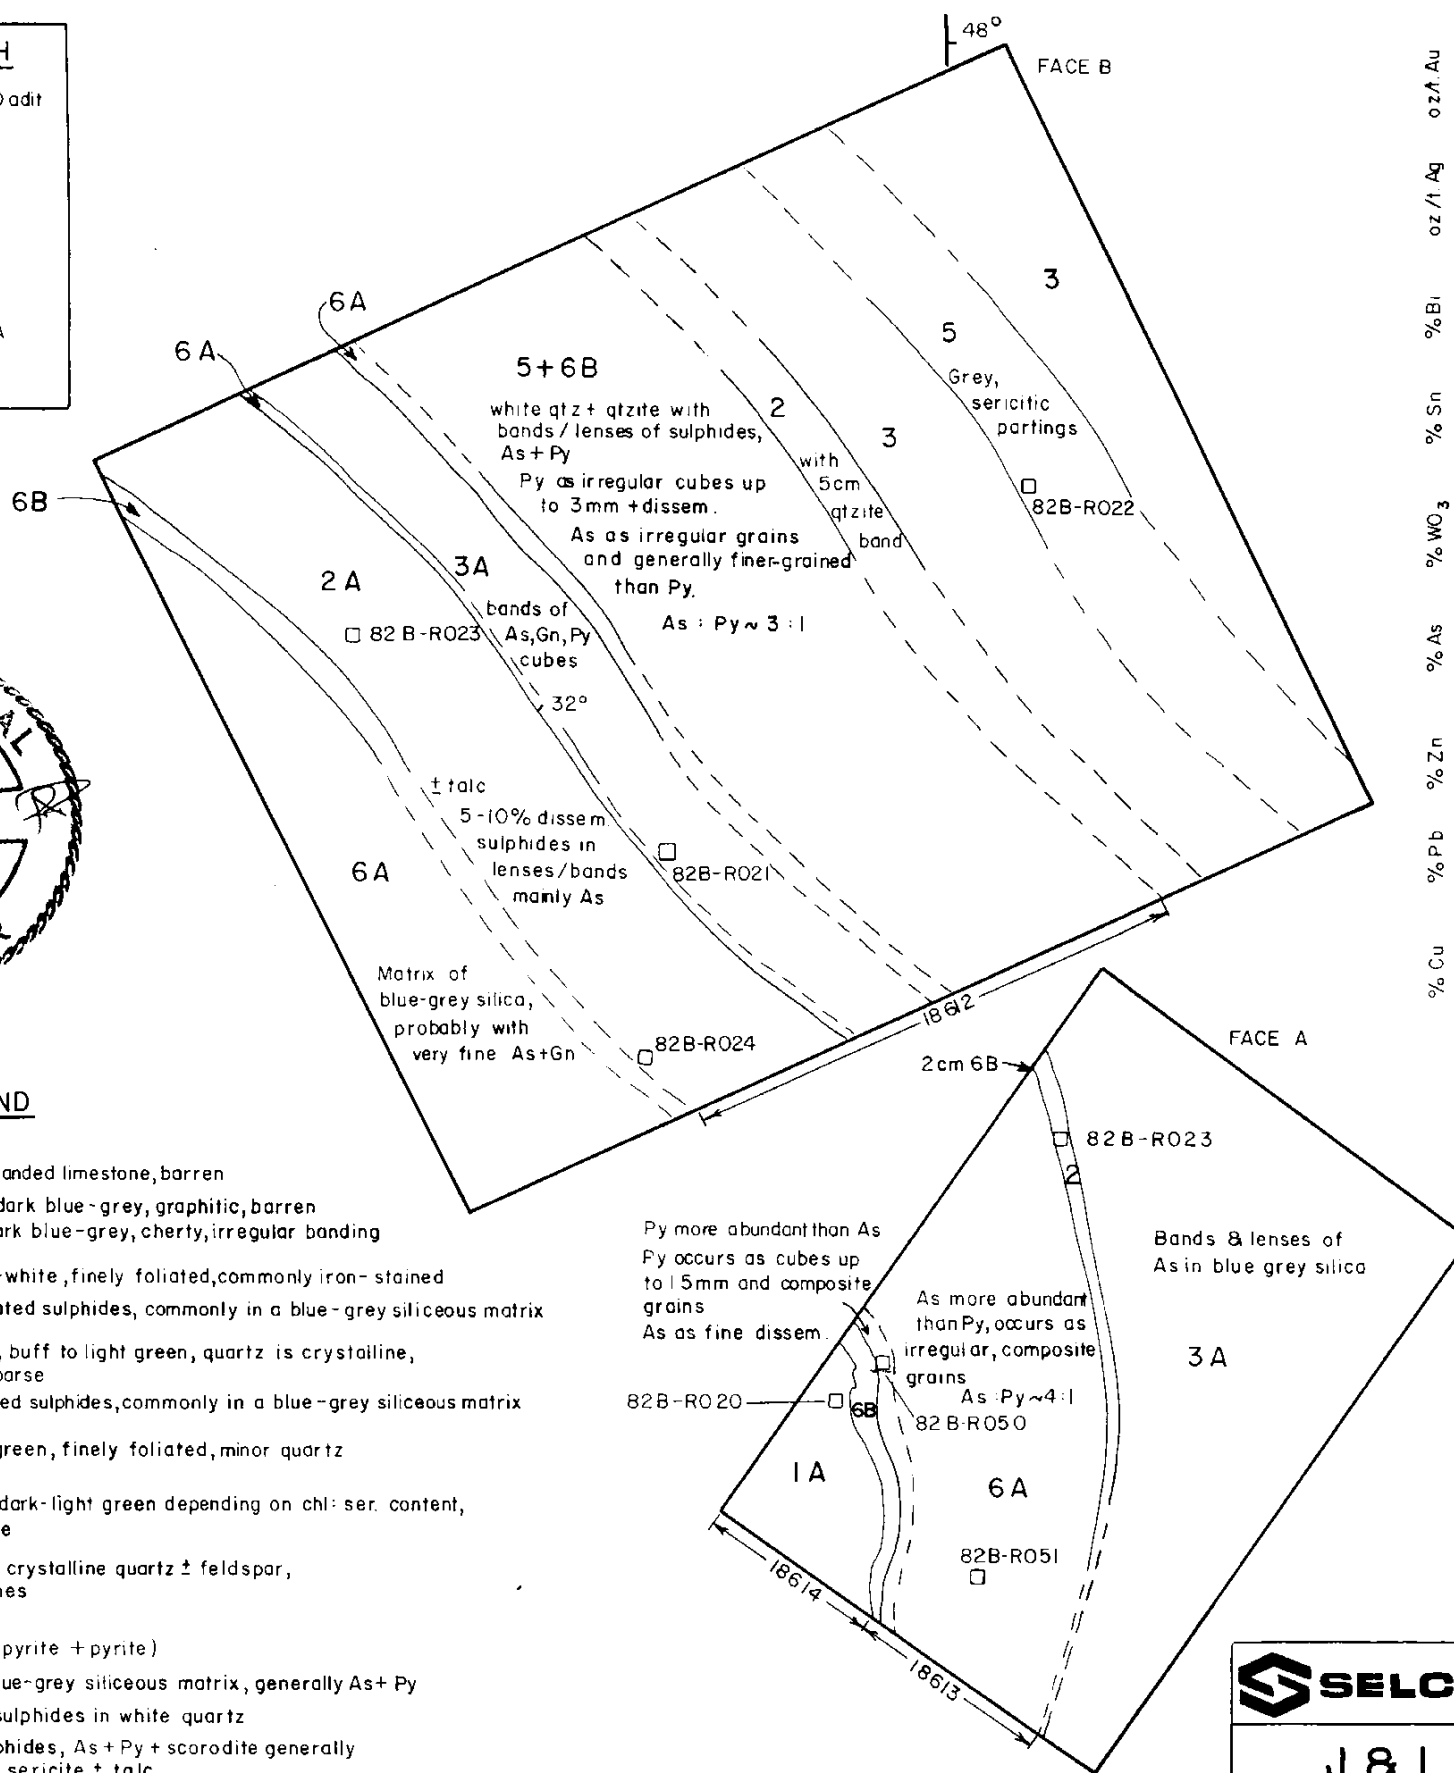 H
adit
48°
FACE B
oz/t. Au
oz/t. Ag
%Bi
% Sn
%WO3
% As
% Zn
%Pb
% Cu
6A
6A
6B
5+6B
white qtz + qtzite with
bands / lenses of sulphides,
As + Py
Py as irregular cubes up
to 3mm + dissem.
As as irregular grains
and generally finer-grained
than Py.
As : Py ~ 3 : 1
2
with
5cm
qtzite
band
3
5
Grey,
sericitic
partings
3
82B-R022
2A
82B-R023
3A
bands of
As, Gn, Py
cubes
32°
± talc
5-10% dissem.
sulphides in
lenses/bands
mainly As
82B-R021
6A
Matrix of
blue-grey silica,
probably with
very fine As+Gn
82B-R024
18612
AL
FACE A
2cm 6B
82B-R023
2
Bands & lenses of
As in blue grey silica
3A
Py more abundant than As
Py occurs as cubes up
to 1 5mm and composite
grains
As as fine dissem.
As more abundant
than Py, occurs as
irregular, composite
grains
As : Py ~ 4 : 1
82B-R020
6B
82B-R050
1A
6A
82B-R051
18614
18613
ND
anded limestone, barren
dark blue-grey, graphitic, barren
rk blue-grey, cherty, irregular banding
-white, finely foliated, commonly iron-stained
ted sulphides, commonly in a blue-grey siliceous matrix
, buff to light green, quartz is crystalline,
oarse
ed sulphides, commonly in a blue-grey siliceous matrix
green, finely foliated, minor quartz
dark-light green depending on chl: ser. content,
e
crystalline quartz ± feldspar,
nes
pyrite + pyrite)
ue-grey siliceous matrix, generally As+ Py
sulphides in white quartz
phides, As + Py + scorodite generally
sericite ± talc
SELC
J & L